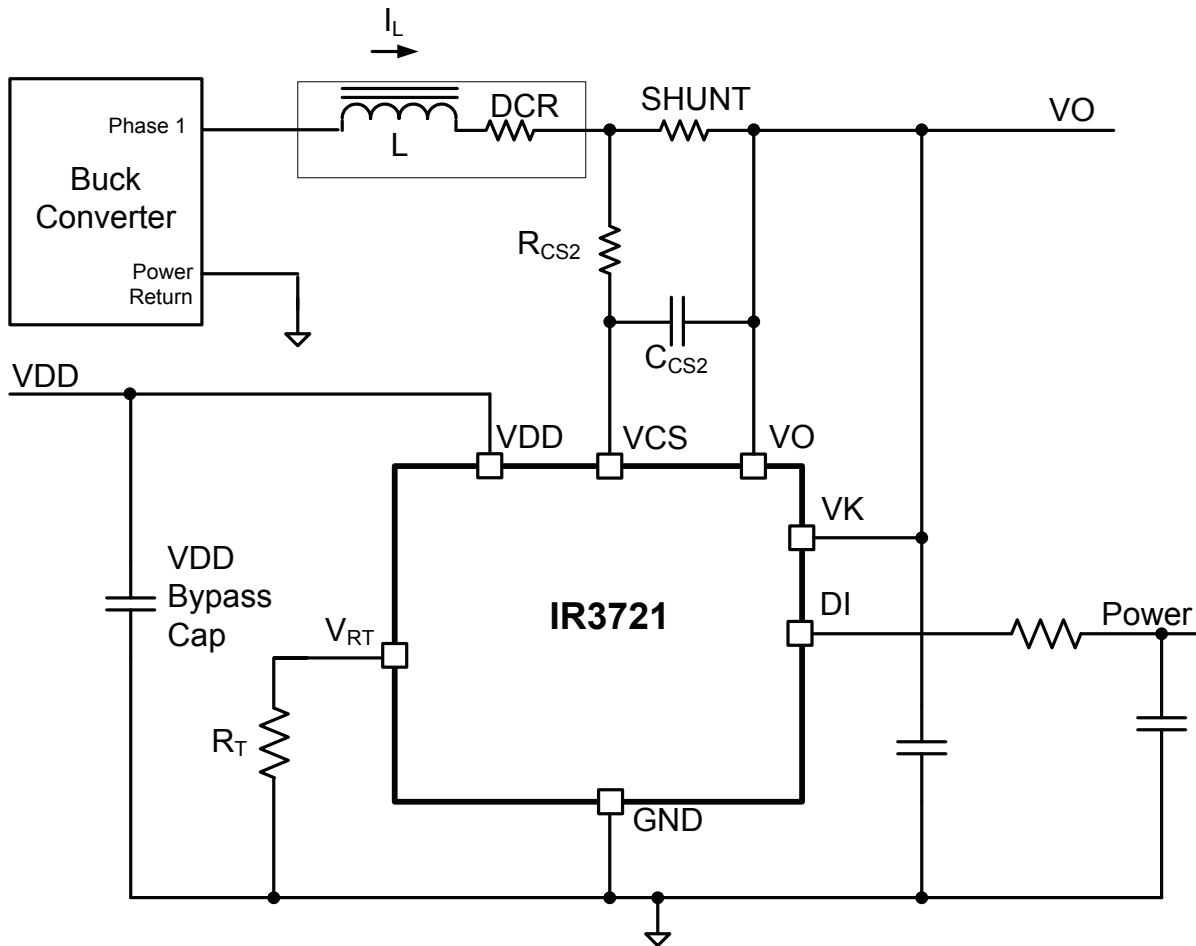 I_L
SHUNT
DCR
VO
Phase 1
L
Buck
Converter
R_CS2
Power
Return
C_CS2
VDD
VDD
VCS
VO
VK
VDD
Bypass
Cap
IR3721
DI
Power
V_RT
R_T
GND